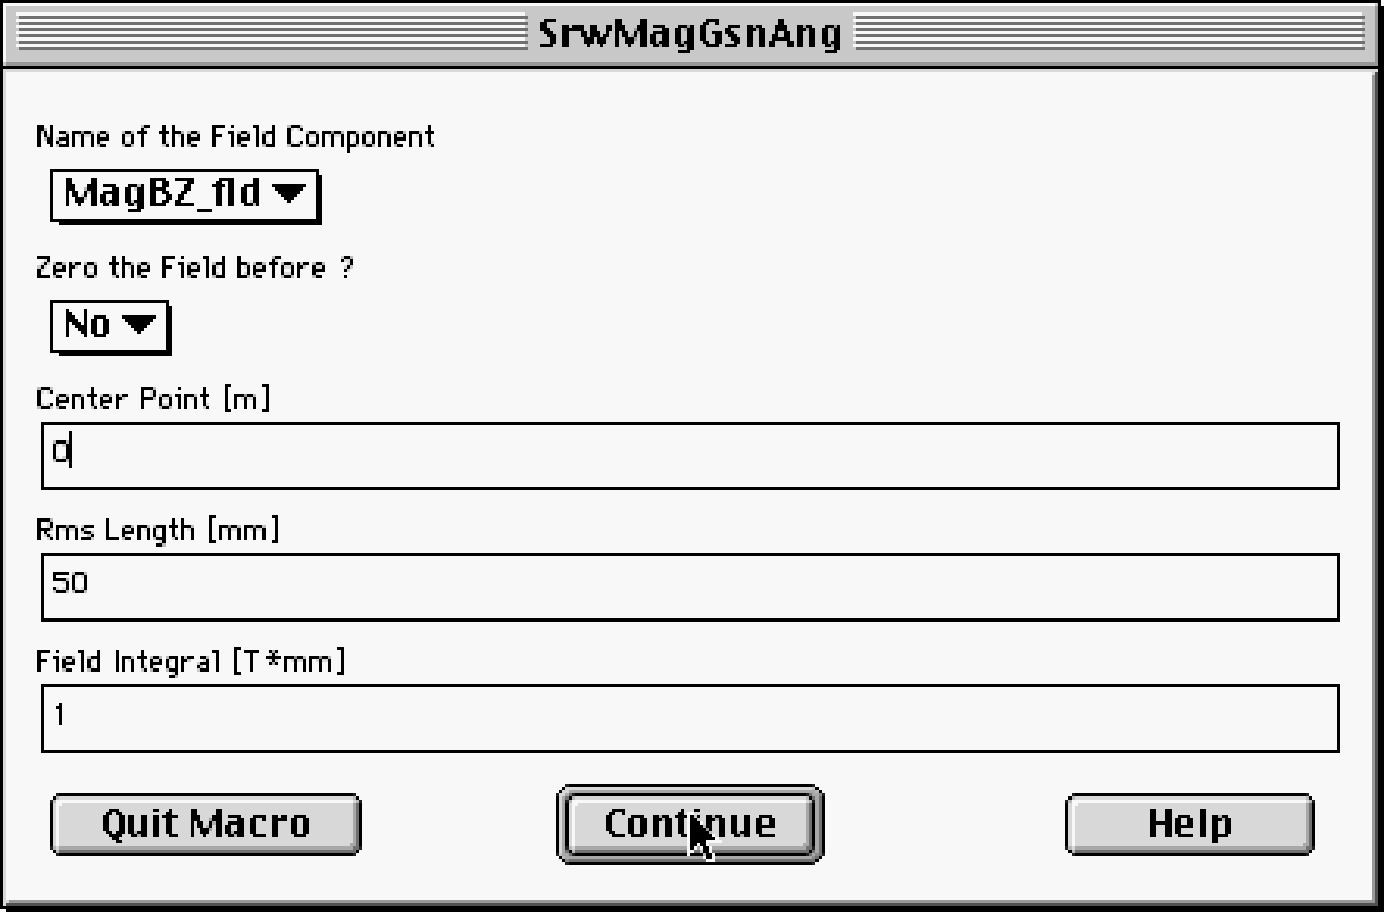 SrwMagGsnAng
Name of the Field Component
MagBZ_fld
Zero the Field before ?
No
Center Point [m]
0
Rms Length [mm]
50
Field Integral [T*mm]
1
Quit Macro
Continue
Help